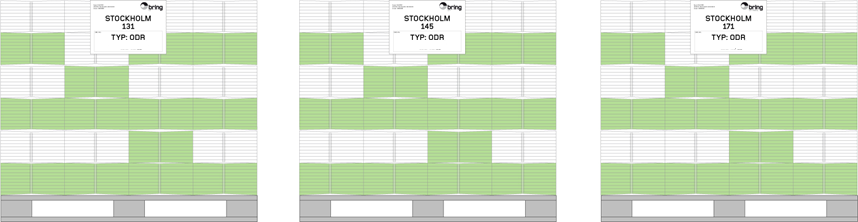 bring
STOCKHOLM
131
TYP: ODR
bring
STOCKHOLM
145
TYP: ODR
bring
STOCKHOLM
171
TYP: ODR